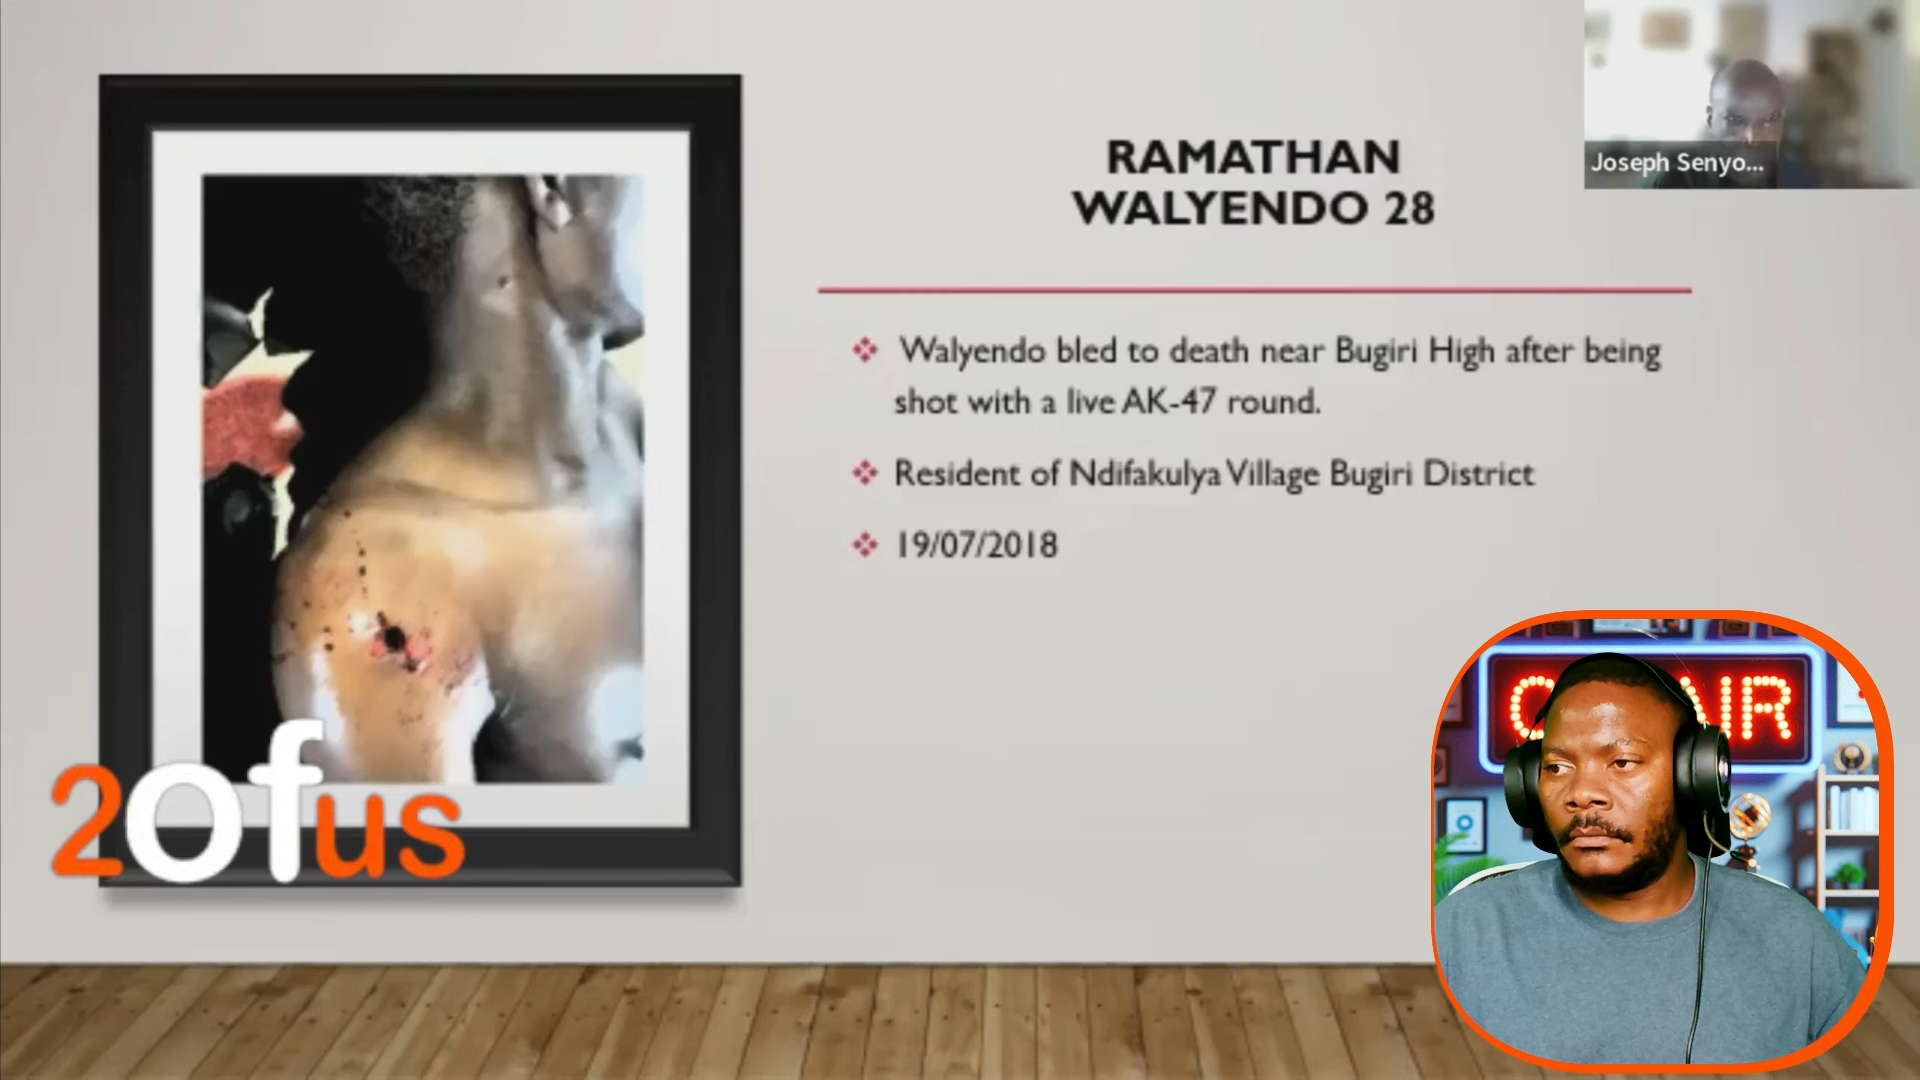 RAMATHAN
WALYENDO 28
Joseph Senyo...
Walyendo bled to death near Bugiri High after being
shot with a live AK-47 round.
Resident of Ndifakulya Village Bugiri District
19/07/2018
2Ofus
AIR